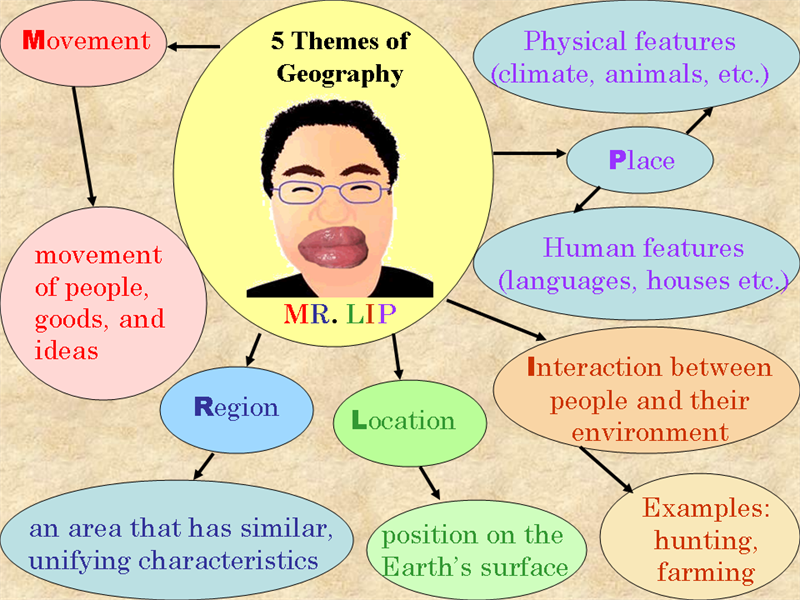 5 Themes of
Geography
MR. LIP
Movement
movement
of people,
goods, and
ideas
Region
an area that has similar,
unifying characteristics
Location
position on the
Earth's surface
Interaction between
people and their
environment
Examples:
hunting,
farming
Place
Physical features
(climate, animals, etc.)
Human features
(languages, houses etc.)